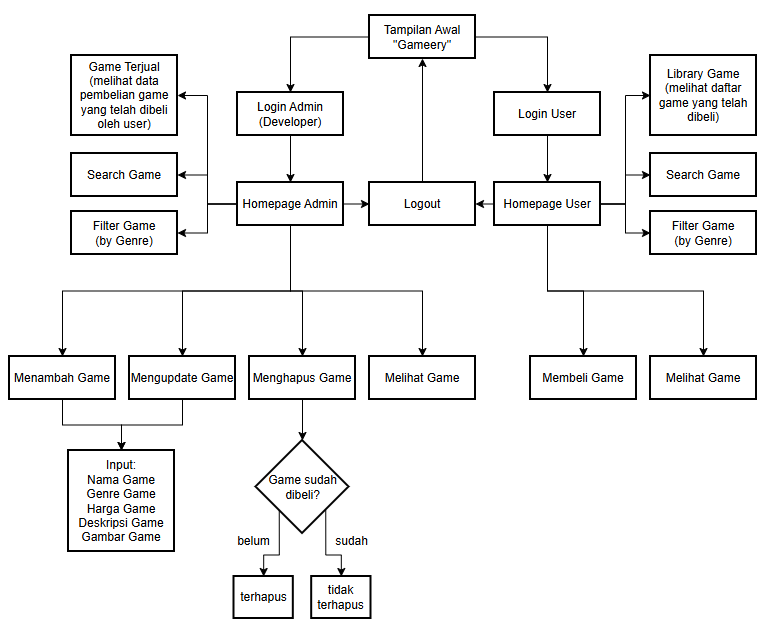 Tampilan Awal
"Gameery"
Game Terjual
(melihat data
pembelian game
yang telah dibeli
oleh user)
Login Admin
(Developer)
Login User
Library Game
(melihat daftar
game yang telah
dibeli)
Search Game
Search Game
Homepage Admin
Logout
Homepage User
Filter Game
(by Genre)
Filter Game
(by Genre)
Menambah Game
Mengupdate Game
Menghapus Game
Melihat Game
Membeli Game
Melihat Game
Input:
Nama Game
Genre Game
Harga Game
Deskripsi Game
Gambar Game
Game sudah
dibeli?
belum
sudah
terhapus
tidak
terhapus